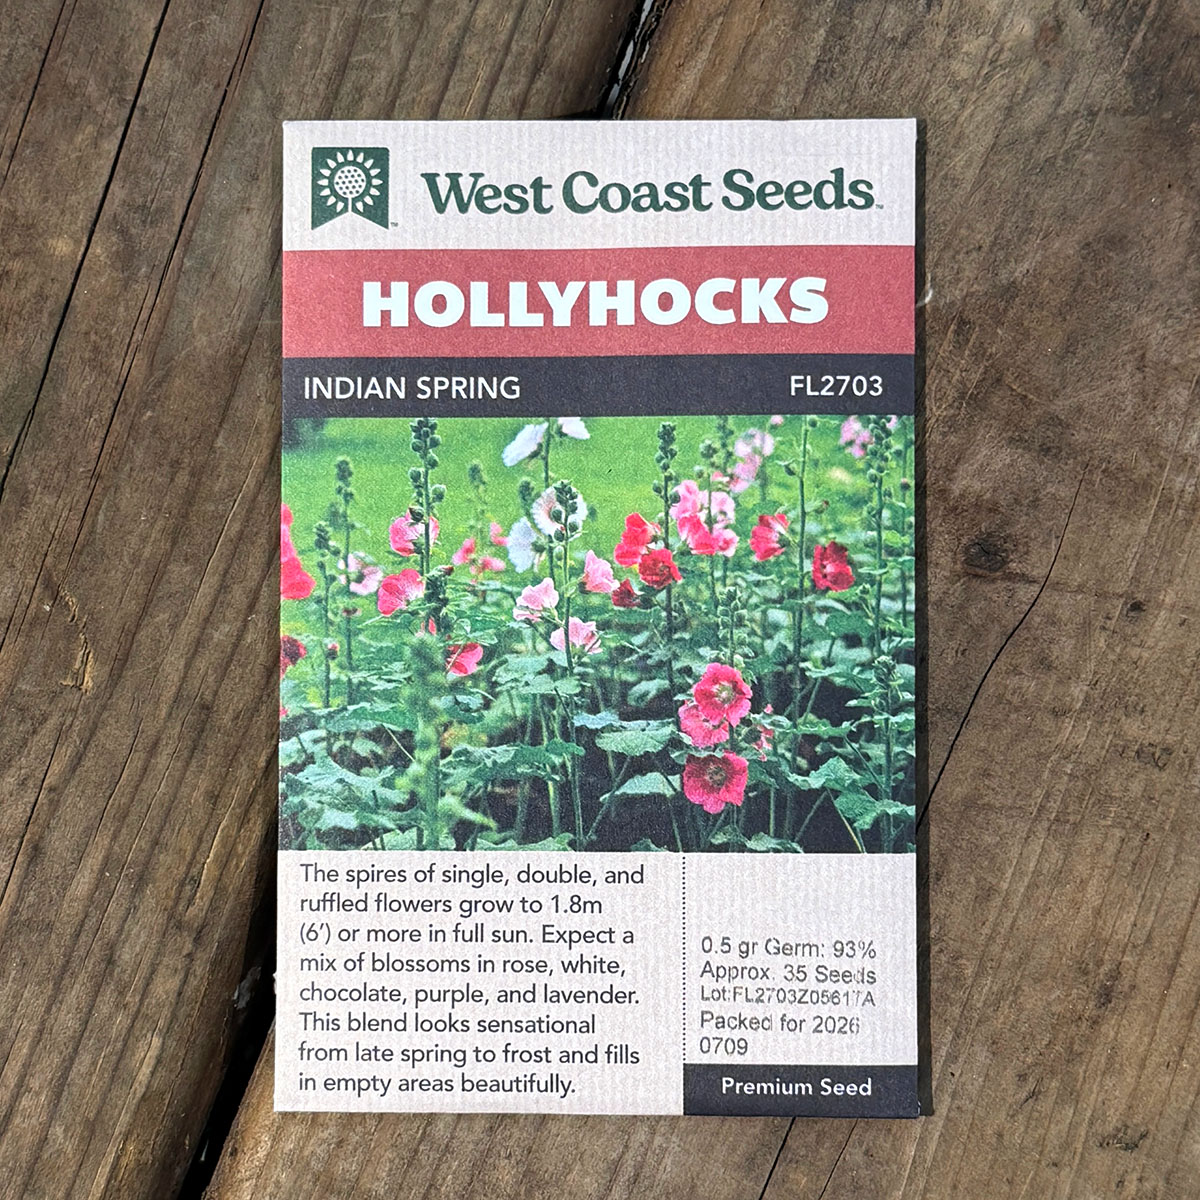 West Coast Seeds™
HOLLYHOCKS
INDIAN SPRING FL2703
The spires of single, double, and
ruffled flowers grow to 1.8m
(6') or more in full sun. Expect a
mix of blossoms in rose, white,
chocolate, purple, and lavender.
This blend looks sensational
from late spring to frost and fills
in empty areas beautifully.
0.5 gr Germ: 93%
Approx. 35 Seeds
Lot:FL2703Z05617A
Packed for 2026
0709
Premium Seed